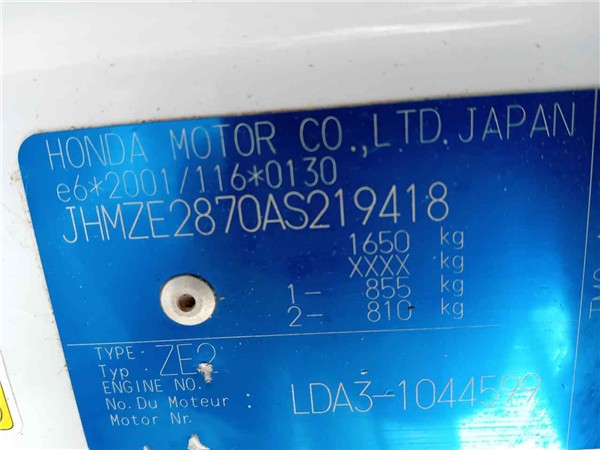 HONDA MOTOR CO.,LTD.JAPAN
e6*2001/116*0130
JHMZE2870AS219418
1650 kg
XXXX kg
1- 855 kg
2- 810 kg
TYPE:
Typ : ZE2
ENGINE NO.:
No.Du Moteur : LDA3-1044599
Motor Nr.